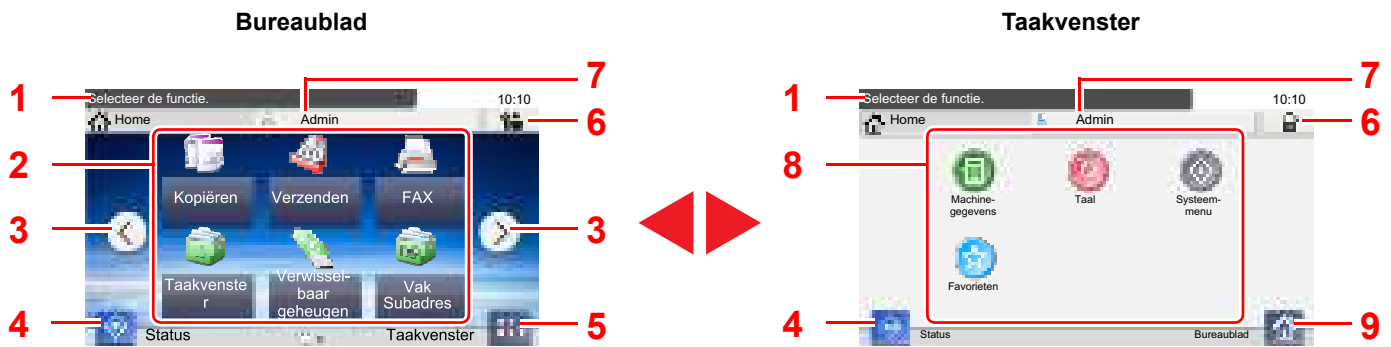 Bureaublad
Taakvenster
7
7
1
Selecteer de functie.
10:10
1
Selecteer de functie.
10:10
Home
Admin
6
Home
Admin
6
2
8
Kopiëren
Verzenden
FAX
Machine-
gegevens
Taal
Systeem-
menu
3
3
Taakvenste
r
Verwissel-
baar
geheugen
Vak
Subadres
Favorieten
4
Status
Taakvenster
5
4
Status
Bureaublad
9